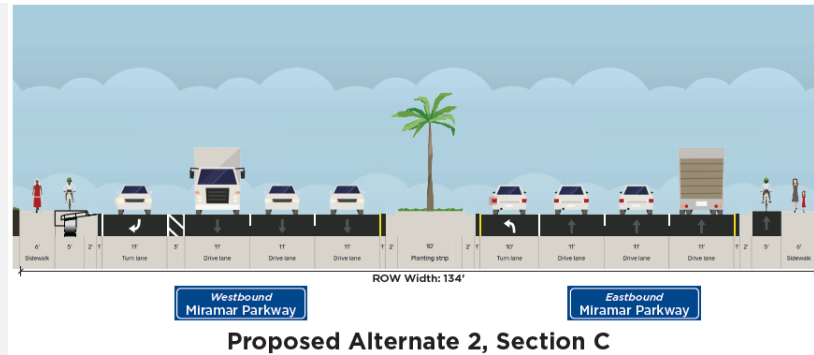 6' 5' 2' 1' 11' 3' 11' 11' 11' 1' 2' 10' 2' 1' 10' 11' 11' 11' 1' 2' 5' 6'
Sidewalk Turn lane Drive lane Drive lane Drive lane Planting strip Turn lane Drive lane Drive lane Drive lane Sidewalk
ROW Width: 134'
Westbound
Miramar Parkway
Eastbound
Miramar Parkway
Proposed Alternate 2, Section C